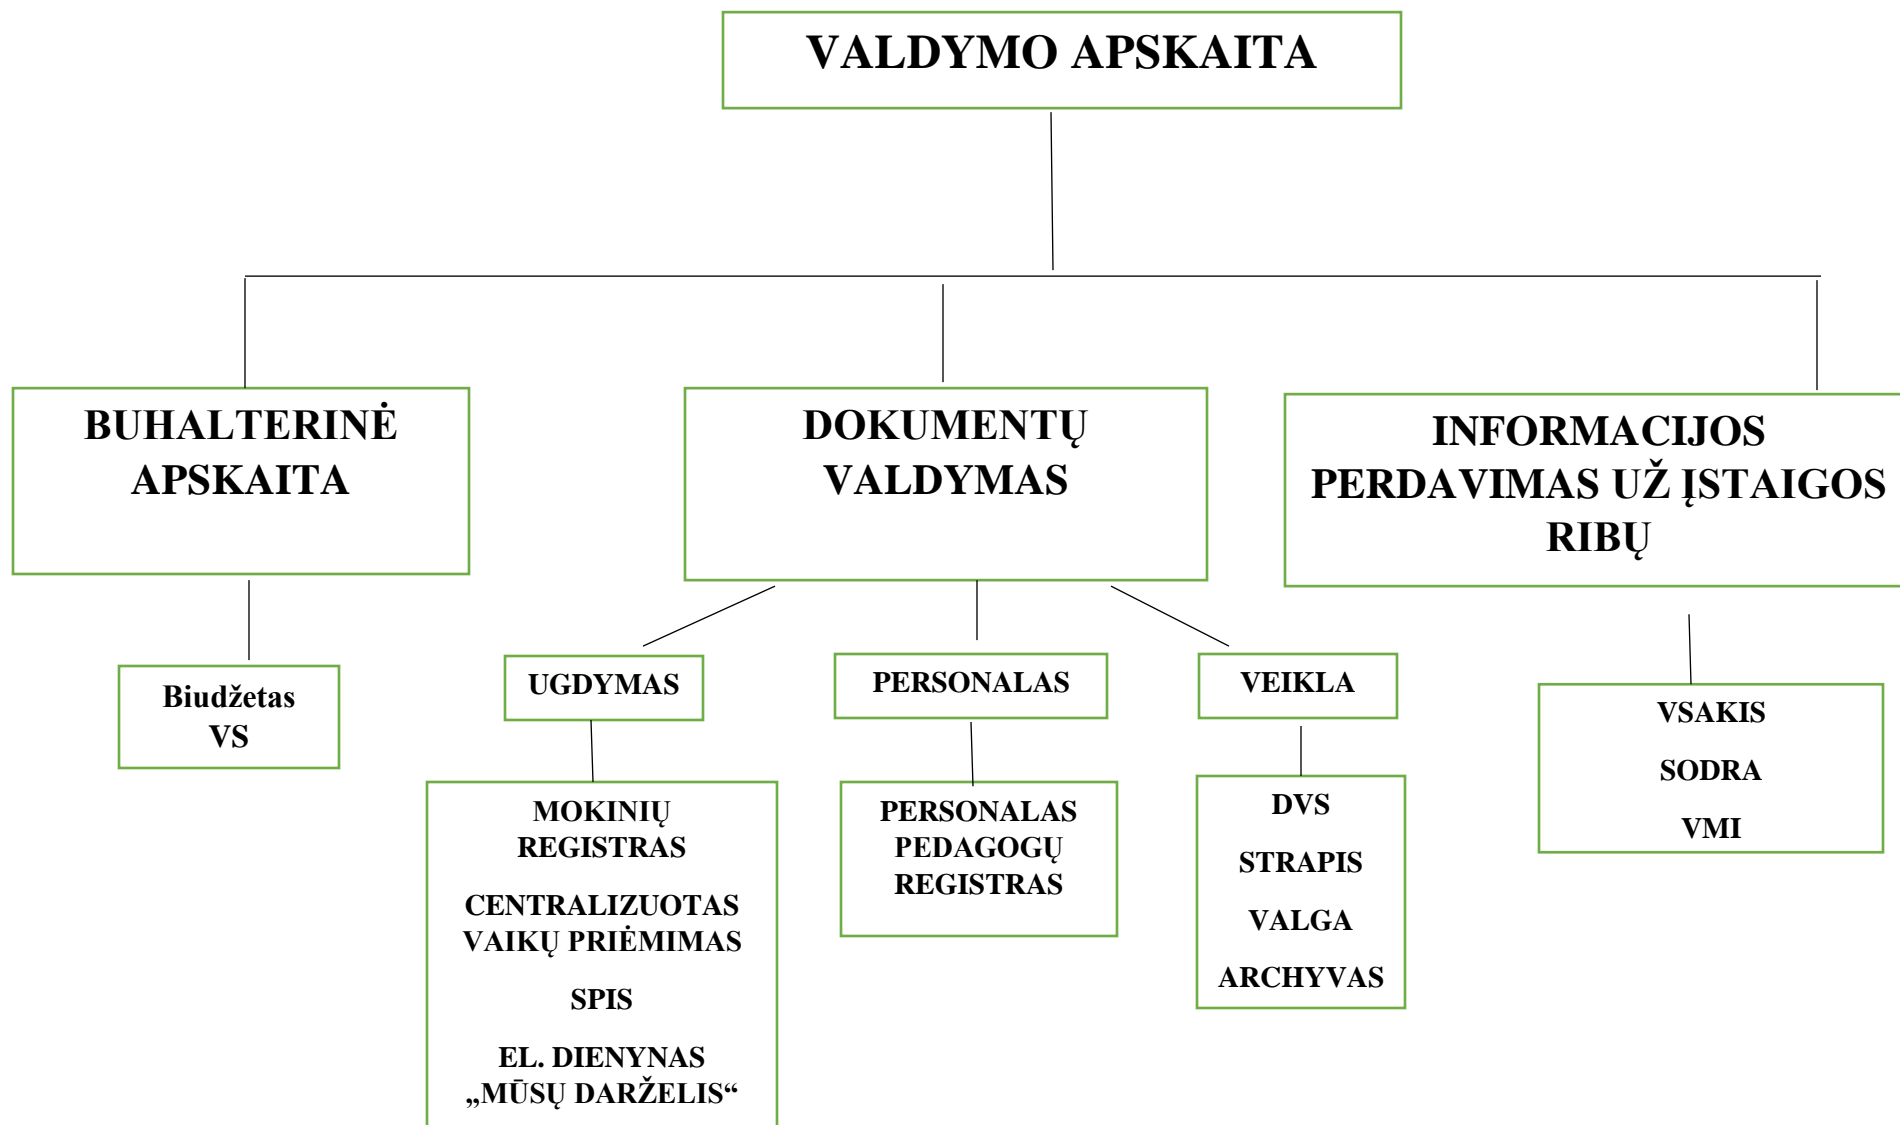 VALDYMO APSKAITA
BUHALTERINĖ
APSKAITA
DOKUMENTŲ
VALDYMAS
INFORMACIJOS
PERDAVIMAS UŽ ĮSTAIGOS
RIBŲ
Biudžetas
VS
UGDYMAS
PERSONALAS
VEIKLA
VSAKIS
SODRA
VMI
MOKINIŲ
REGISTRAS
CENTRALIZUOTAS
VAIKŲ PRIĖMIMAS
SPIS
EL. DIENYNAS
„MŪSŲ DARŽELIS“
PERSONALAS
PEDAGOGŲ
REGISTRAS
DVS
STRAPIS
VALGA
ARCHYVAS